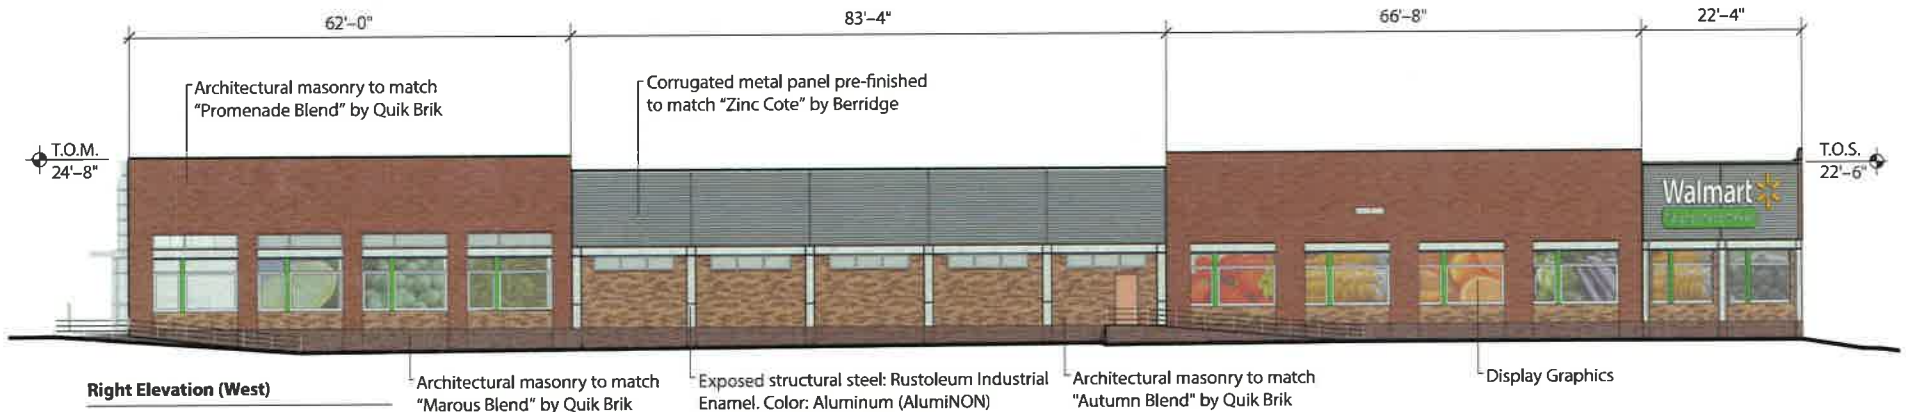 62'–0"
83'–4"
66'–8"
22'–4"
Architectural masonry to match
"Promenade Blend" by Quik Brik
Corrugated metal panel pre-finished
to match "Zinc Cote" by Berridge
T.O.M.
24'–8"
T.O.S.
22'–6"
Walmart
Right Elevation (West)
Architectural masonry to match
"Marous Blend" by Quik Brik
Exposed structural steel: Rustoleum Industrial
Enamel. Color: Aluminum (AlumiNON)
Architectural masonry to match
"Autumn Blend" by Quik Brik
Display Graphics